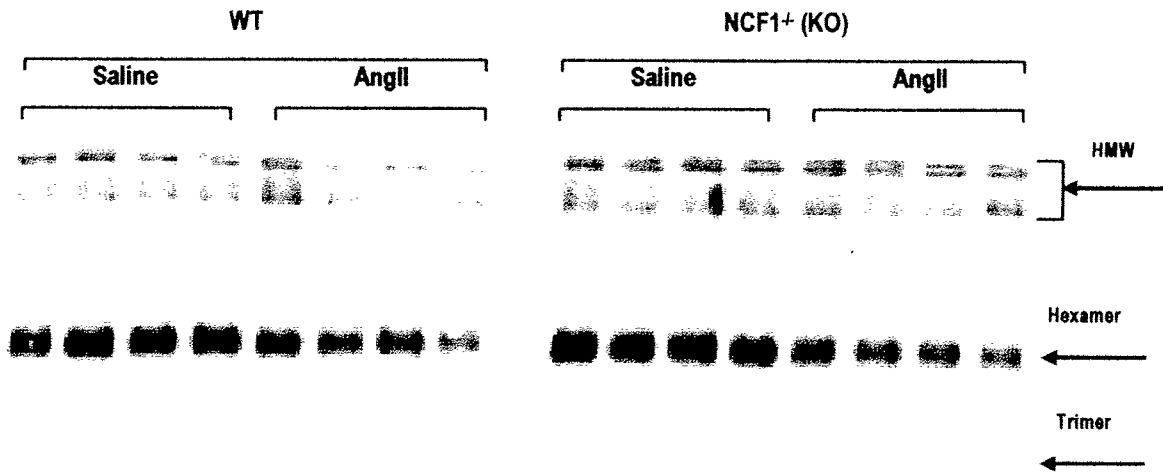 WT
NCF1-/- (KO)
Saline
AngII
Saline
AngII
HMW
Hexamer
Trimer